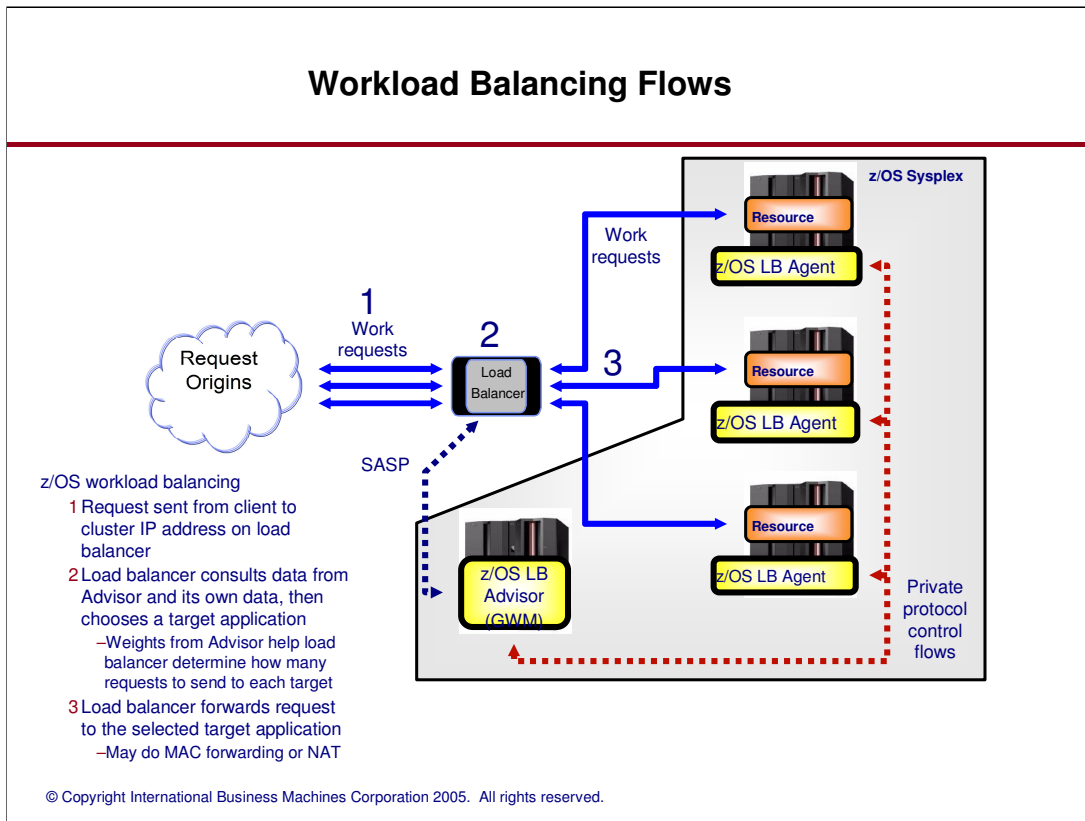 Workload Balancing Flows
z/OS Sysplex
Resource
z/OS LB Agent
Work
requests
1
Work
requests
2
Load
Balancer
3
Request
Origins
Resource
z/OS LB Agent
SASP
z/OS workload balancing
1 Request sent from client to
cluster IP address on load
balancer
2 Load balancer consults data from
Advisor and its own data, then
chooses a target application
–Weights from Advisor help load
balancer determine how many
requests to send to each target
3 Load balancer forwards request
to the selected target application
–May do MAC forwarding or NAT
z/OS LB
Advisor
(GWM)
Resource
z/OS LB Agent
Private
protocol
control
flows
© Copyright International Business Machines Corporation 2005. All rights reserved.